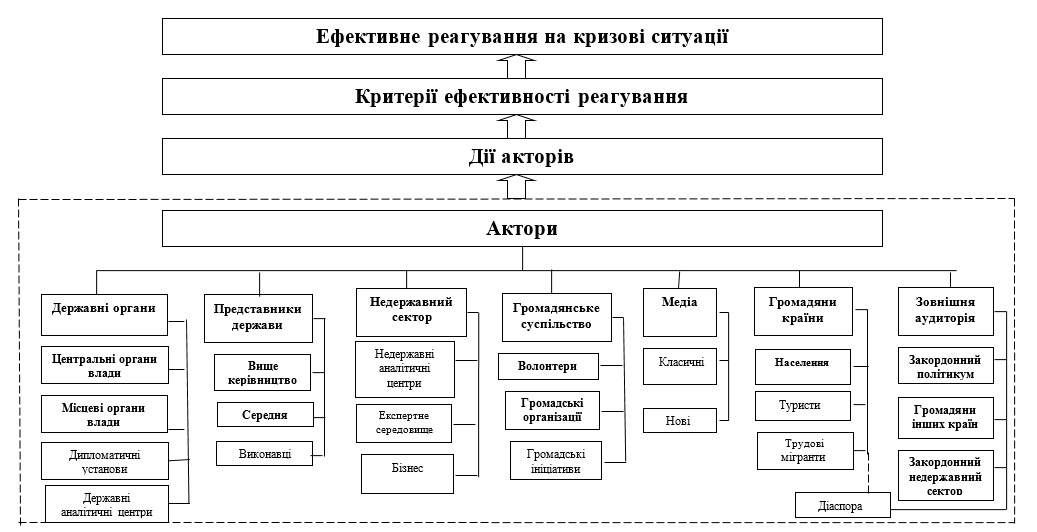 Ефективне реагування на кризові ситуації
Критерії ефективності реагування
Дії акторів
Актори
Державні органи
Центральні органи
влади
Місцеві органи
влади
Дипломатичні
установи
Державні
аналітичні центри
Представники
держави
Вище
керівництво
Середня
Виконавці
Недержавний
сектор
Недержавні
аналітичні
центри
Експертне
середовище
Бізнес
Громадянське
суспільство
Волонтери
Громадські
організації
Громадські
ініціативи
Медіа
Класичні
Нові
Громадяни
країни
Населення
Туристи
Трудові
мігранти
Діаспора
Зовнішня
аудиторія
Закордонний
політикум
Громадяни
інших країн
Закордонний
недержавний
сектор